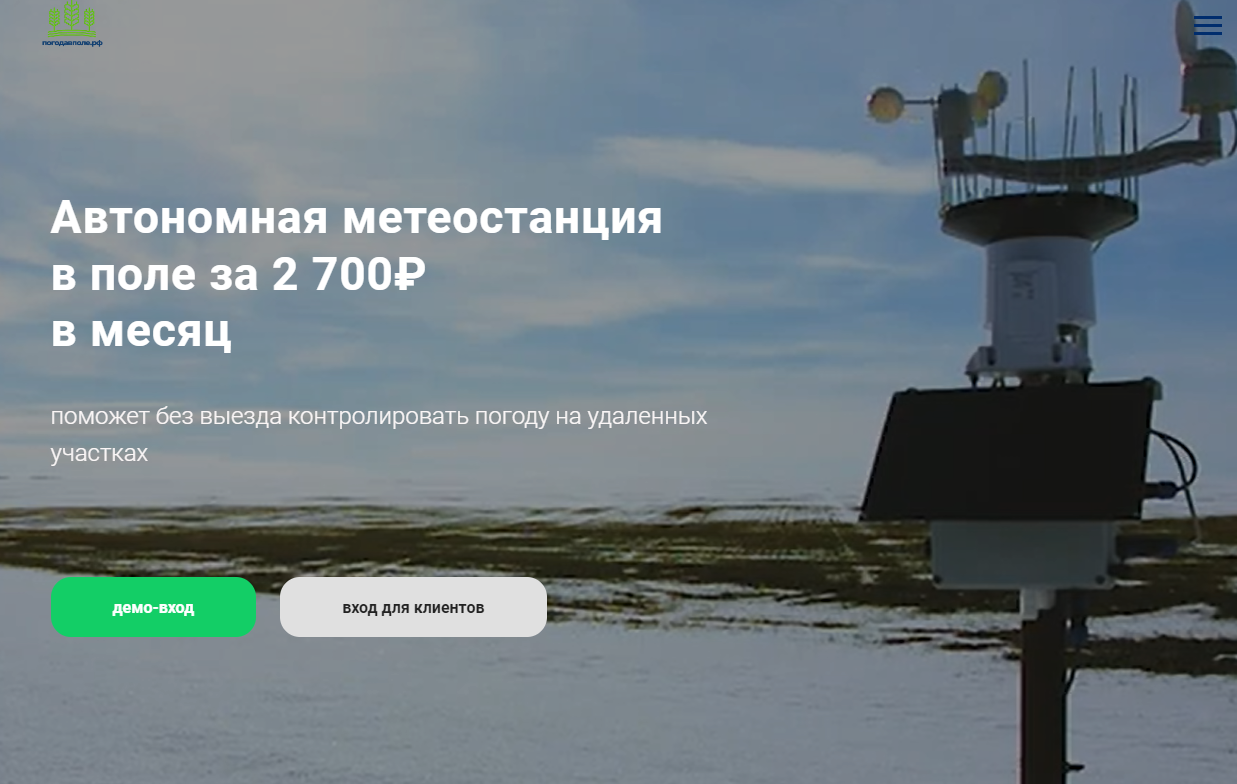 погодавполе.рф
Автономная метеостанция
в поле за 2 700₽
в месяц
поможет без выезда контролировать погоду на удаленных
участках
демо-вход
вход для клиентов